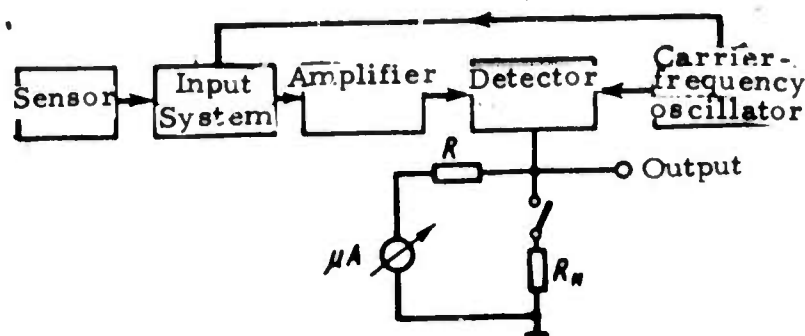 Sensor
Input
System
Amplifier
Detector
Carrier-
frequency
oscillator
R
Output
μA
Rн